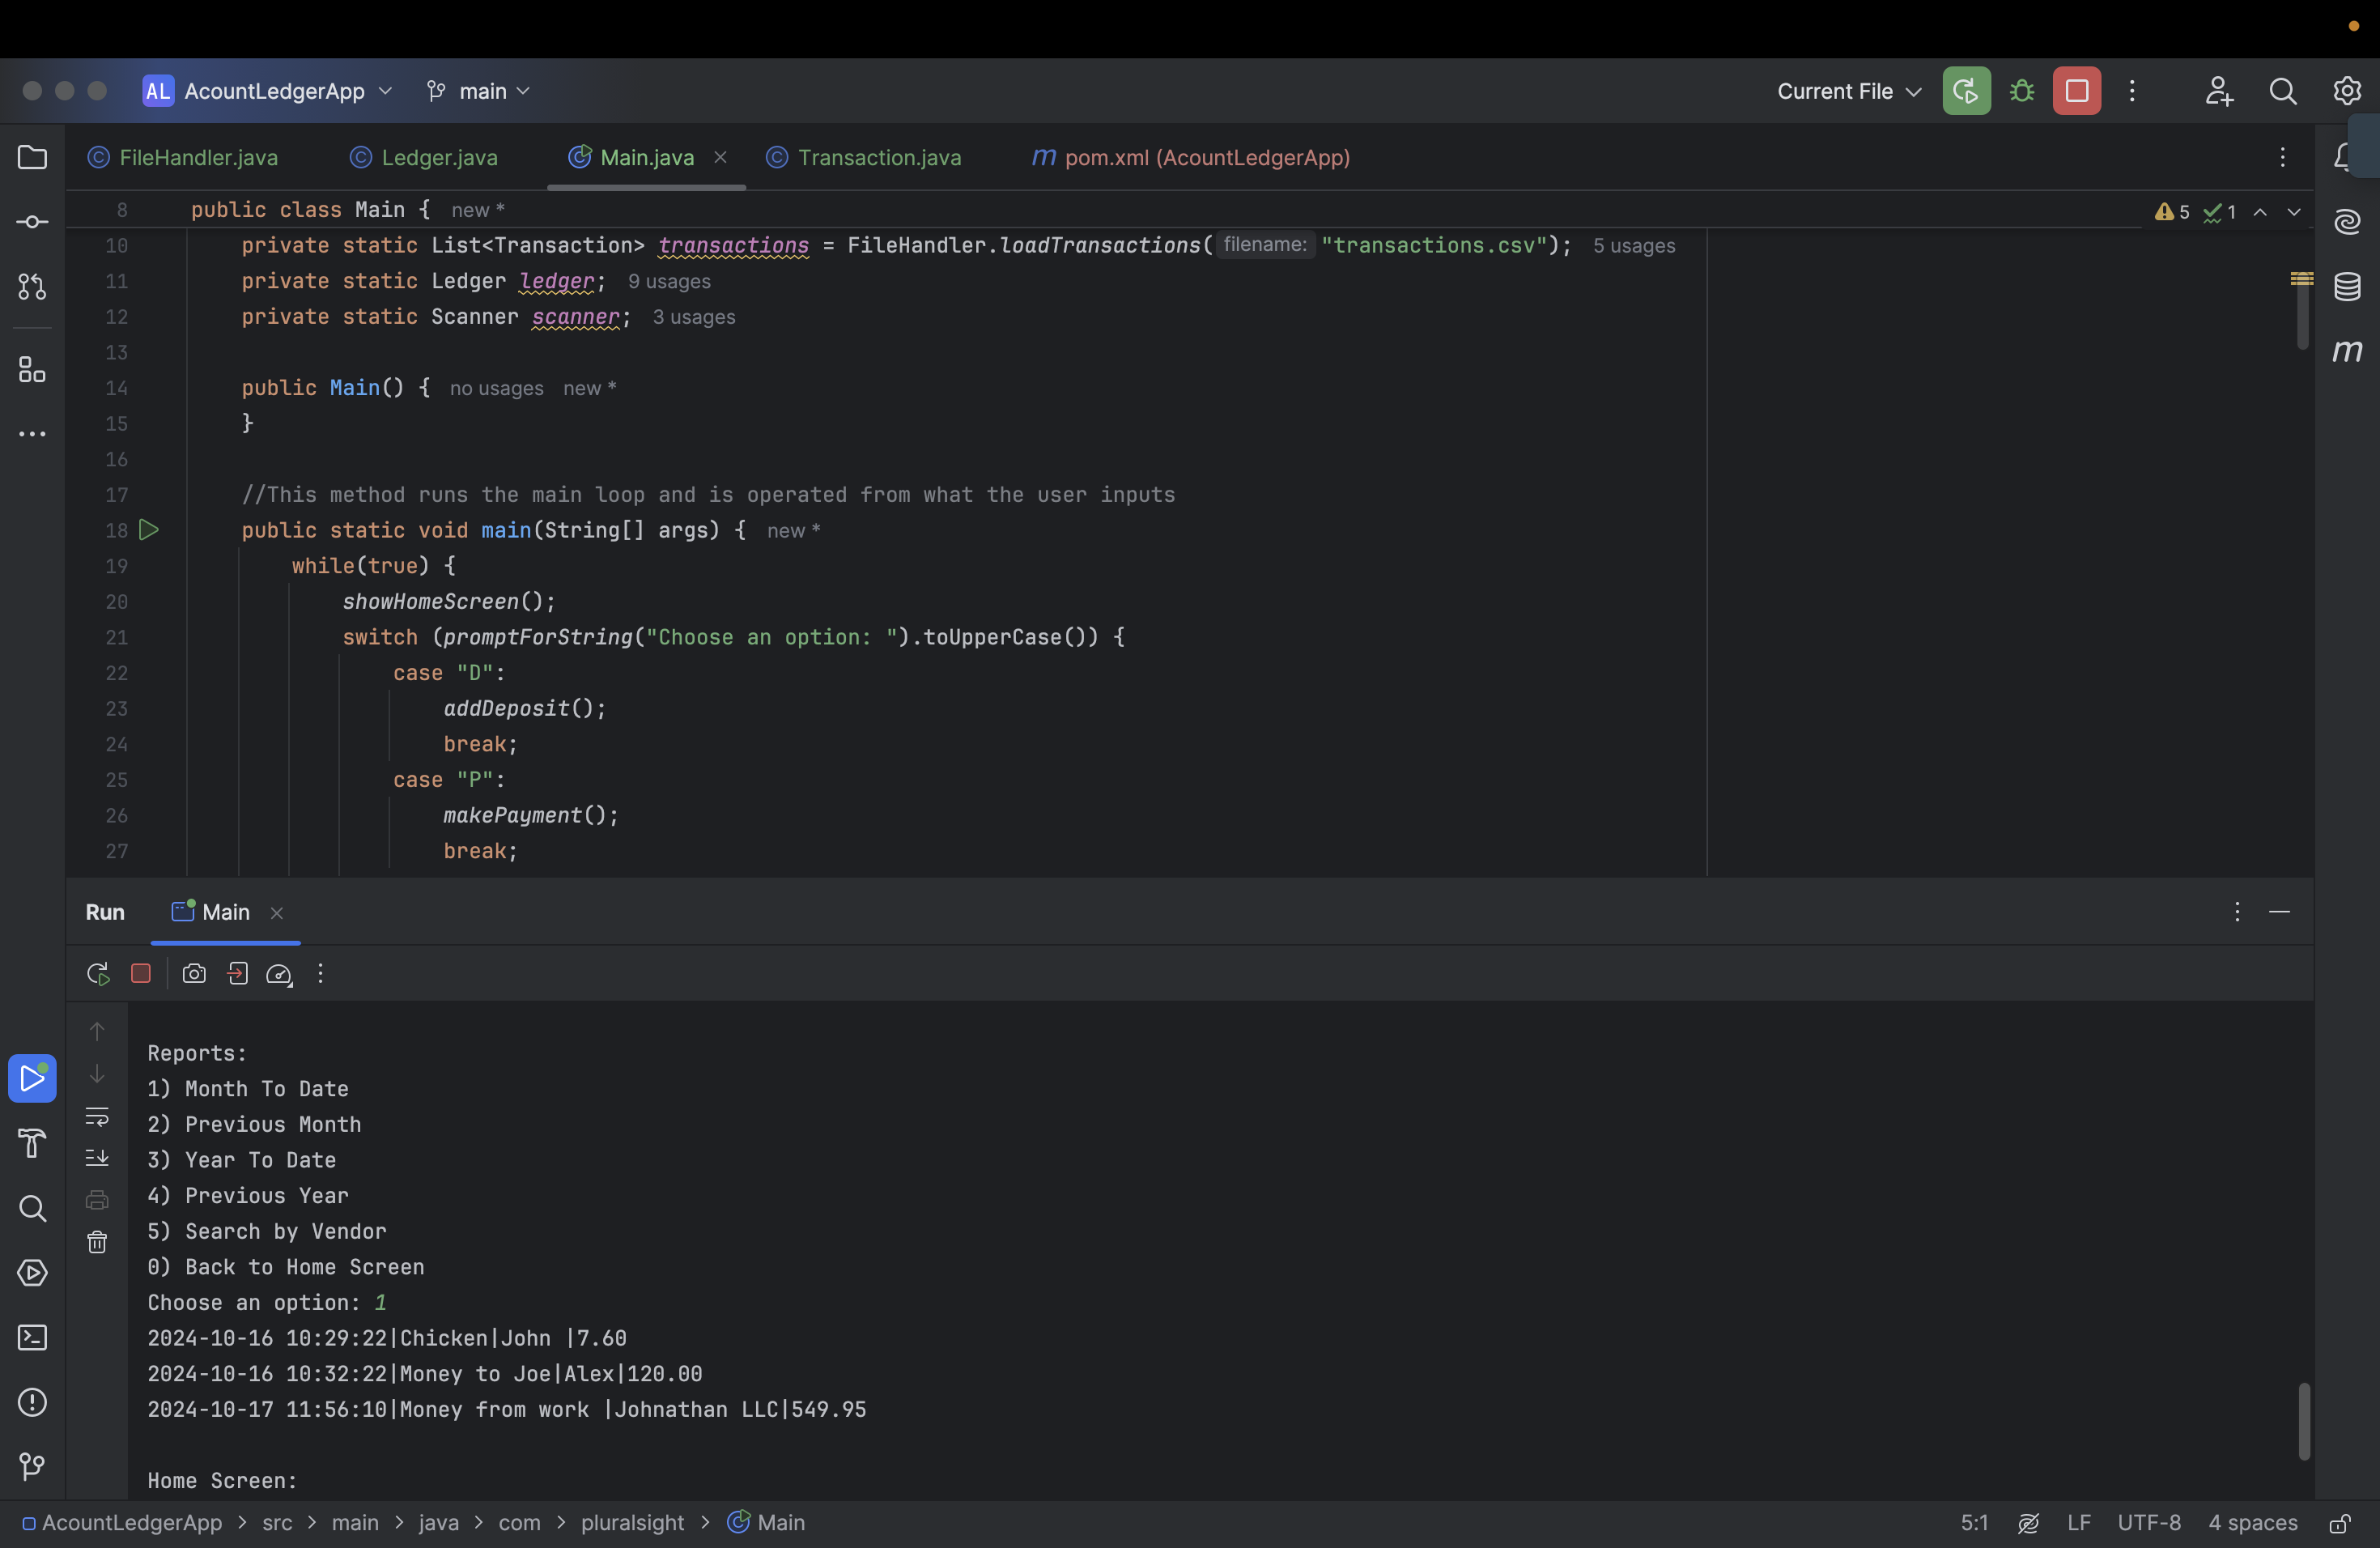 AL AcountLedgerApp main Current File
FileHandler.java Ledger.java Main.java Transaction.java m pom.xml (AcountLedgerApp)
8 public class Main { new * 5 1
10 private static List<Transaction> transactions = FileHandler.loadTransactions( filename: "transactions.csv"); 5 usages
11 private static Ledger ledger; 9 usages
12 private static Scanner scanner; 3 usages
13
14 public Main() { no usages new *
15 }
16
17 //This method runs the main loop and is operated from what the user inputs
18 public static void main(String[] args) { new *
19 while(true) {
20 showHomeScreen();
21 switch (promptForString("Choose an option: ").toUpperCase()) {
22 case "D":
23 addDeposit();
24 break;
25 case "P":
26 makePayment();
27 break;
Run Main
Reports:
1) Month To Date
2) Previous Month
3) Year To Date
4) Previous Year
5) Search by Vendor
0) Back to Home Screen
Choose an option: 1
2024-10-16 10:29:22|Chicken|John |7.60
2024-10-16 10:32:22|Money to Joe|Alex|120.00
2024-10-17 11:56:10|Money from work |Johnathan LLC|549.95
Home Screen:
AcountLedgerApp > src > main > java > com > pluralsight > Main 5:1 LF UTF-8 4 spaces